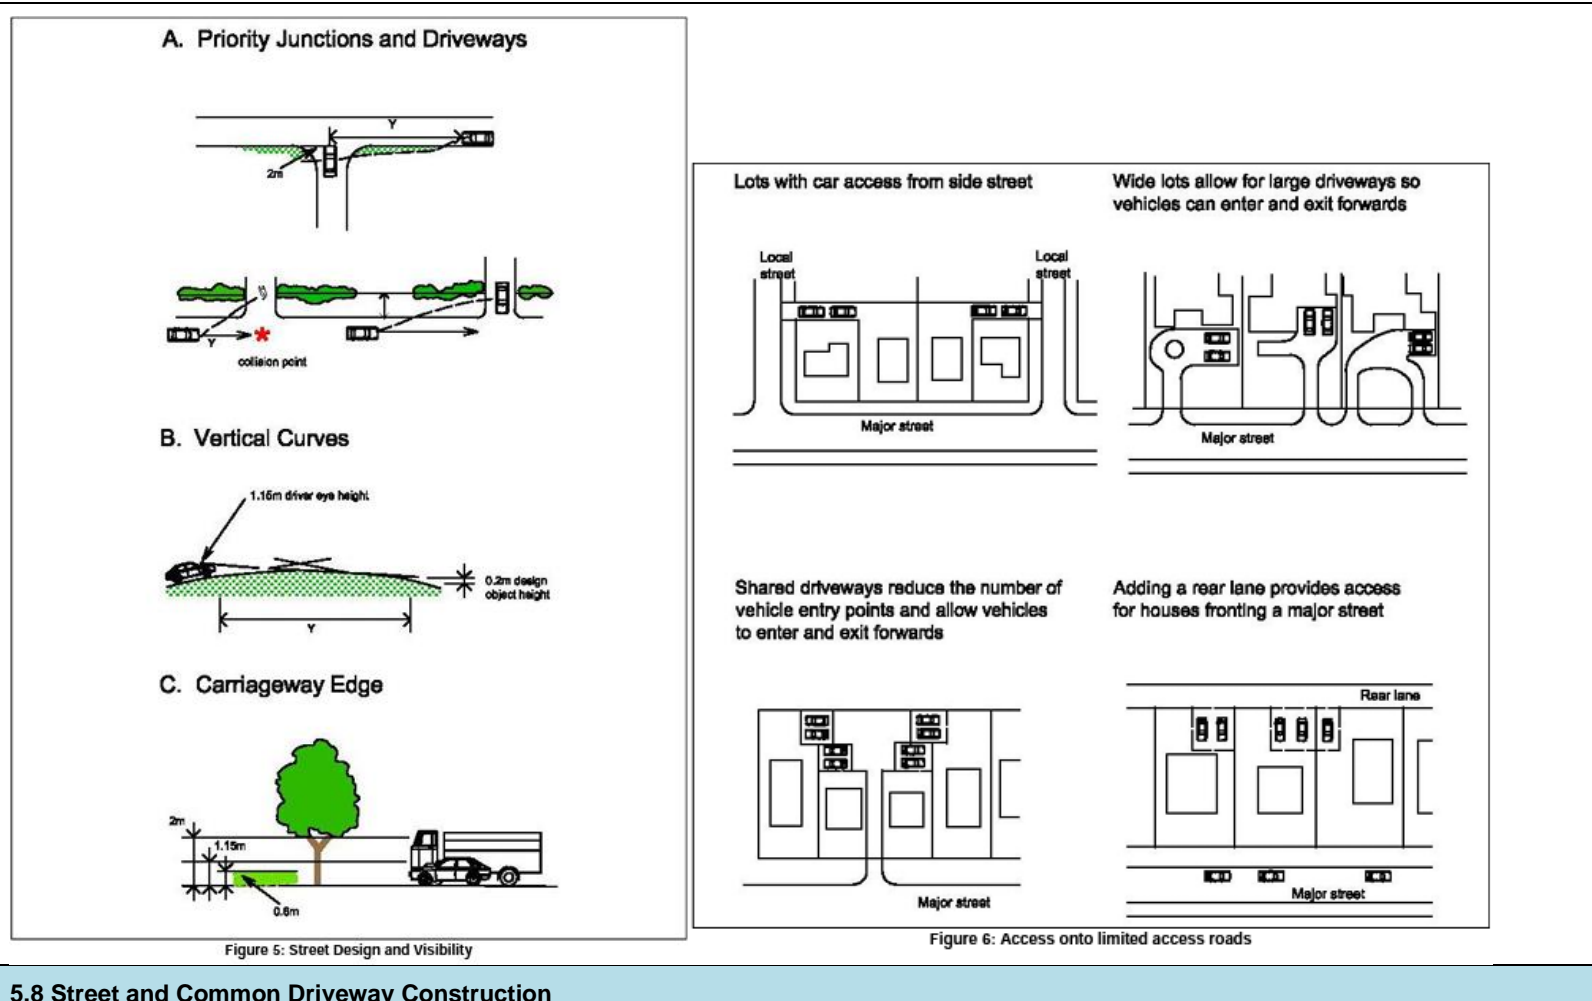 A. Priority Junctions and Driveways
Y
2m
Y
collision point
B. Vertical Curves
1.15m driver eye height
0.2m design
object height
Y
C. Carriageway Edge
2m
1.15m
0.6m
Figure 5: Street Design and Visibility
Lots with car access from side street
Local
street
Local
street
Major street
Wide lots allow for large driveways so
vehicles can enter and exit forwards
Major street
Shared driveways reduce the number of
vehicle entry points and allow vehicles
to enter and exit forwards
Major street
Adding a rear lane provides access
for houses fronting a major street
Rear lane
Major street
Figure 6: Access onto limited access roads
5.8 Street and Common Driveway Construction